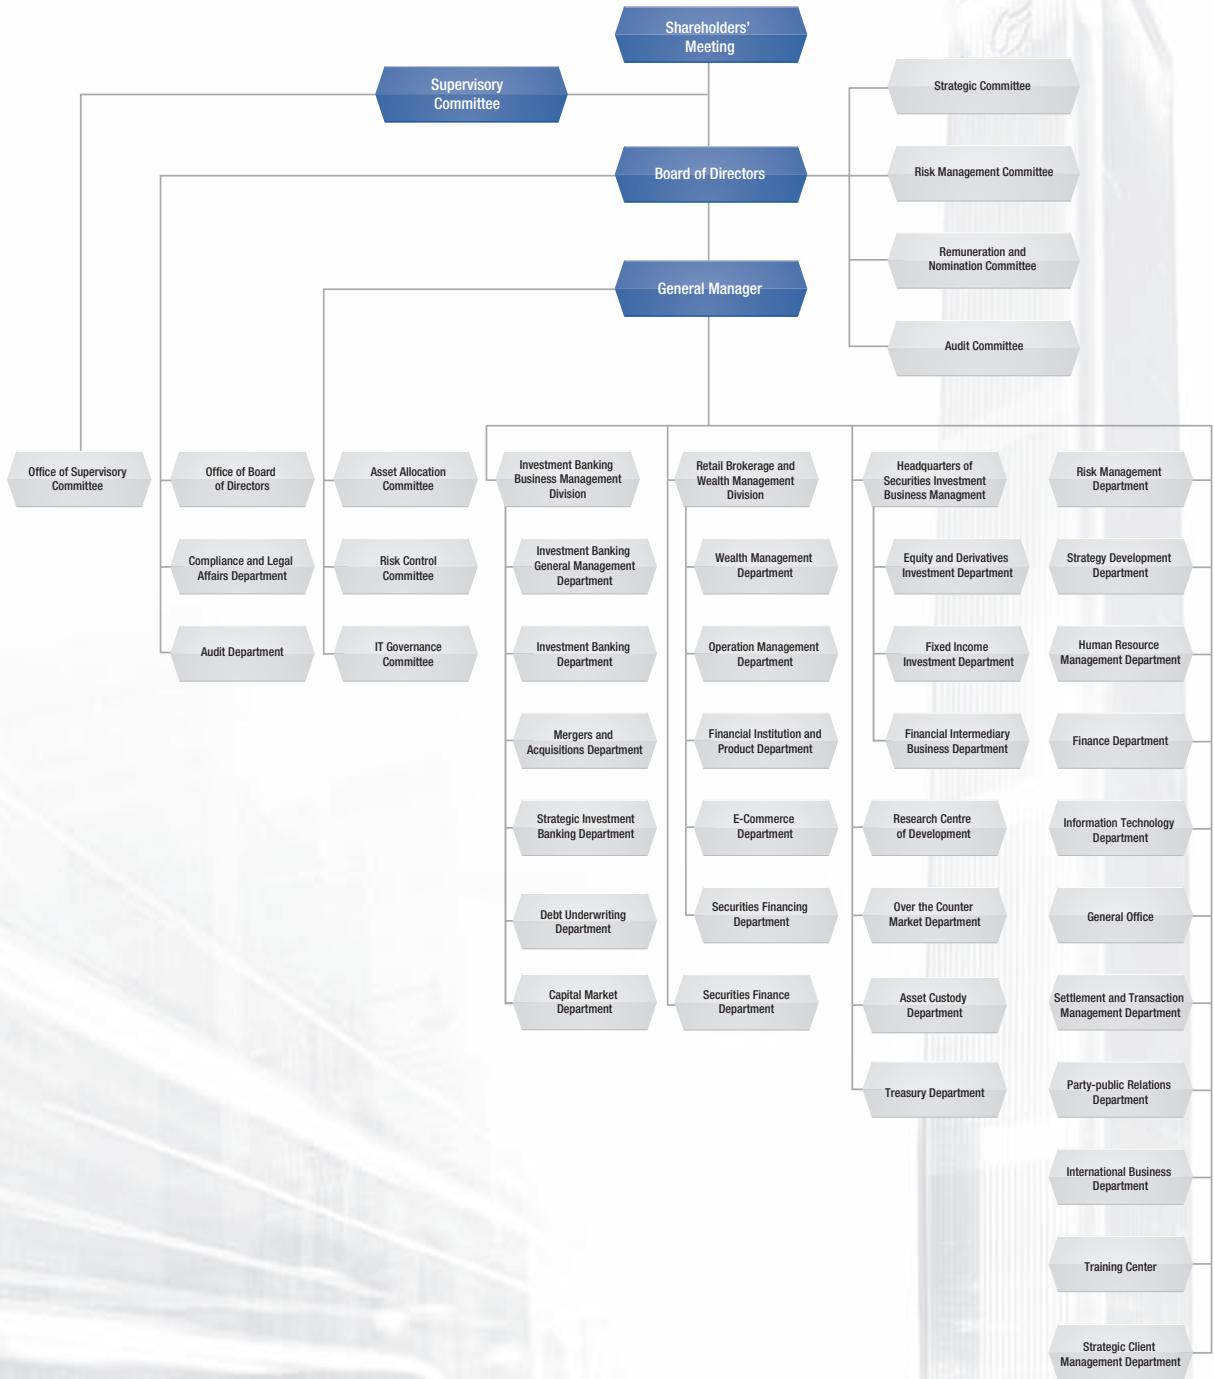 Shareholders'
Meeting
Supervisory
Committee
Strategic Committee
Board of Directors
Risk Management Committee
Remuneration and
Nomination Committee
General Manager
Audit Committee
Office of Supervisory
Committee
Office of Board
of Directors
Compliance and Legal
Affairs Department
Audit Department
Asset Allocation
Committee
Risk Control
Committee
IT Governance
Committee
Investment Banking
Business Management
Division
Investment Banking
General Management
Department
Investment Banking
Department
Mergers and
Acquisitions Department
Strategic Investment
Banking Department
Debt Underwriting
Department
Capital Market
Department
Retail Brokerage and
Wealth Management
Division
Wealth Management
Department
Operation Management
Department
Financial Institution and
Product Department
E-Commerce
Department
Securities Financing
Department
Securities Finance
Department
Headquarters of
Securities Investment
Business Managment
Equity and Derivatives
Investment Department
Fixed Income
Investment Department
Financial Intermediary
Business Department
Research Centre
of Development
Over the Counter
Market Department
Asset Custody
Department
Treasury Department
Risk Management
Department
Strategy Development
Department
Human Resource
Management Department
Finance Department
Information Technology
Department
General Office
Settlement and Transaction
Management Department
Party-public Relations
Department
International Business
Department
Training Center
Strategic Client
Management Department